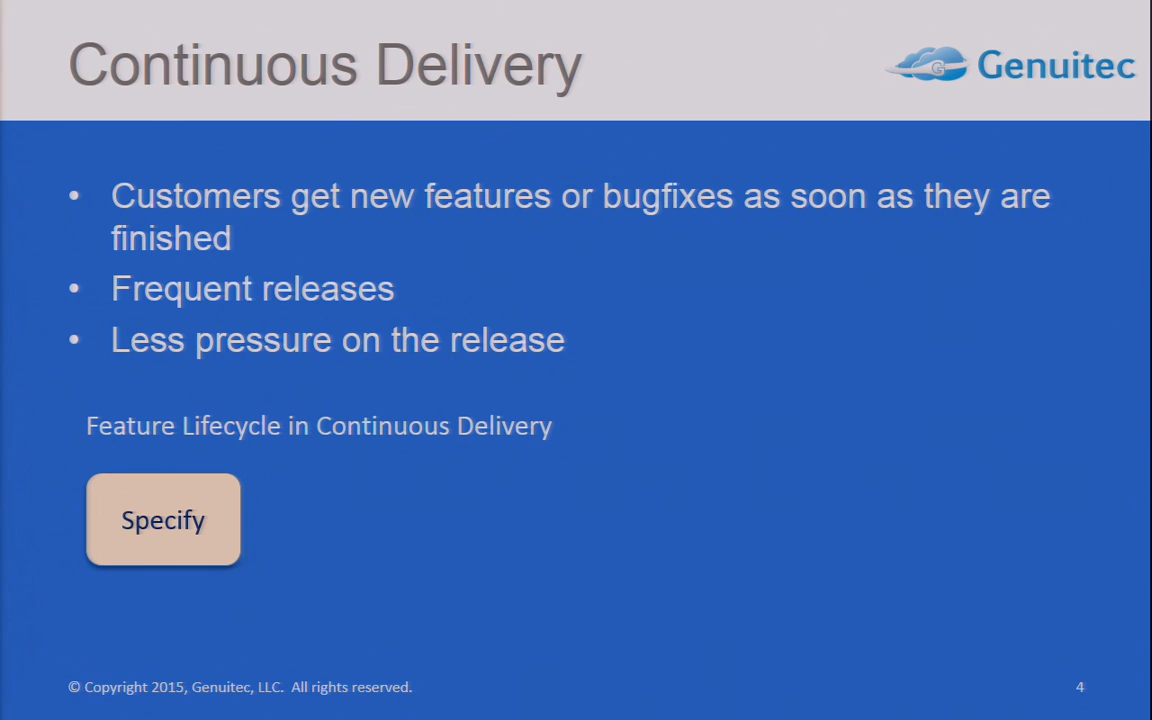 Continuous Delivery
Genuitec
• Customers get new features or bugfixes as soon as they are
finished
• Frequent releases
• Less pressure on the release
Feature Lifecycle in Continuous Delivery
Specify
© Copyright 2015, Genuitec, LLC. All rights reserved.
4